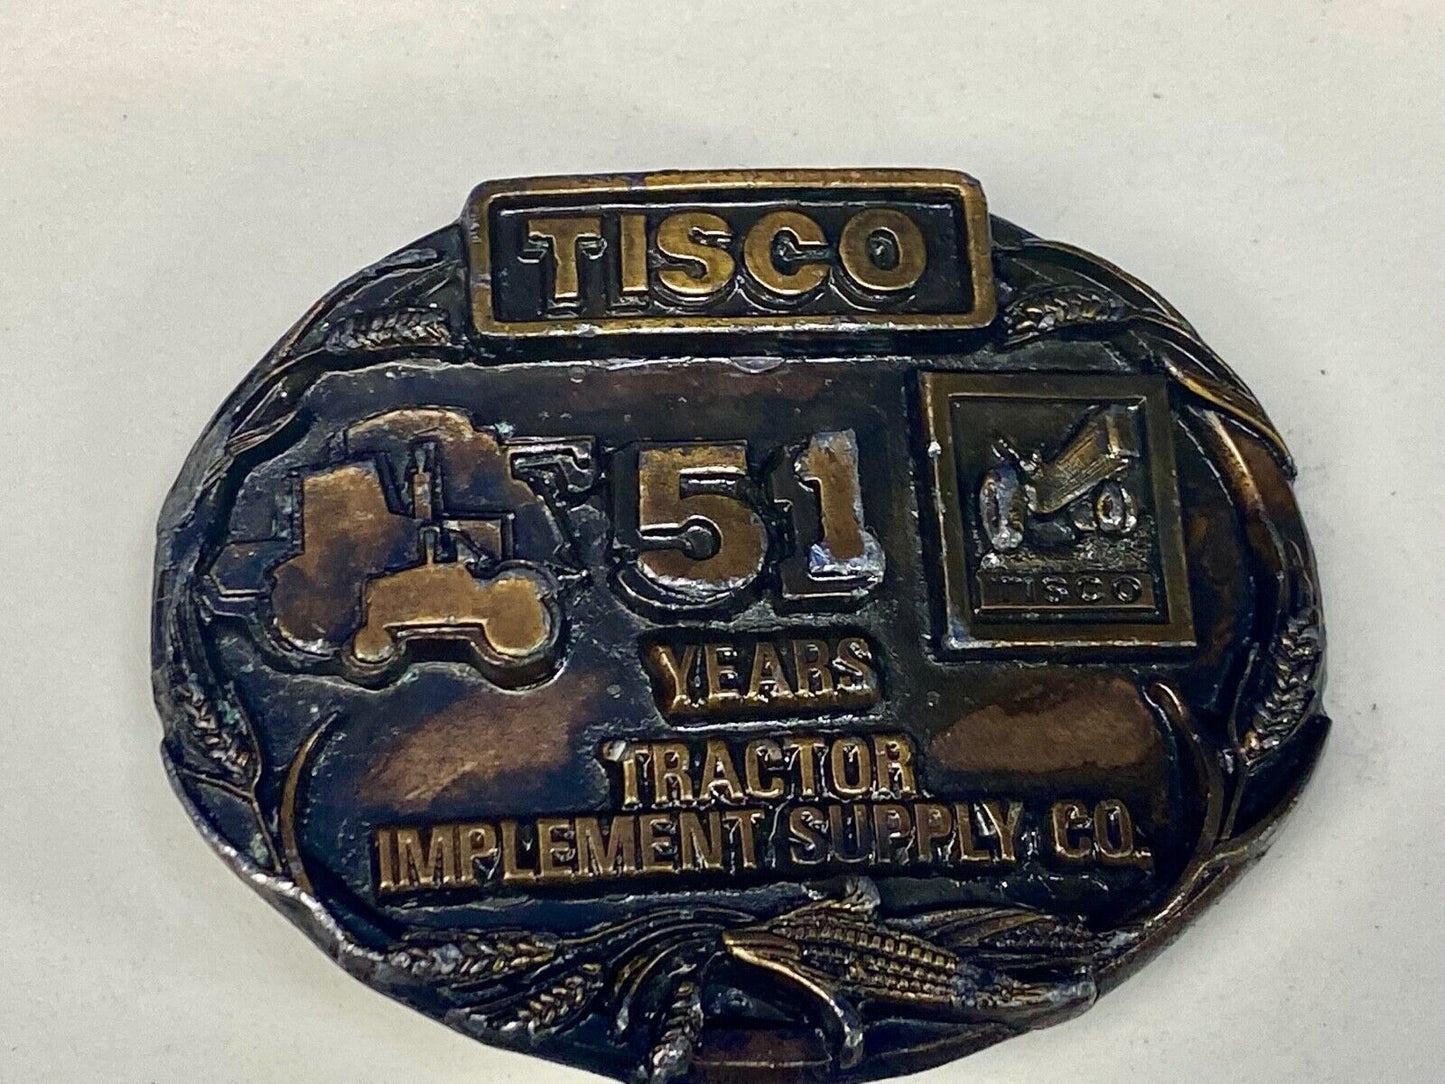 TISCO
51
TISCO
YEARS
TRACTOR
IMPLEMENT SUPPLY CO.